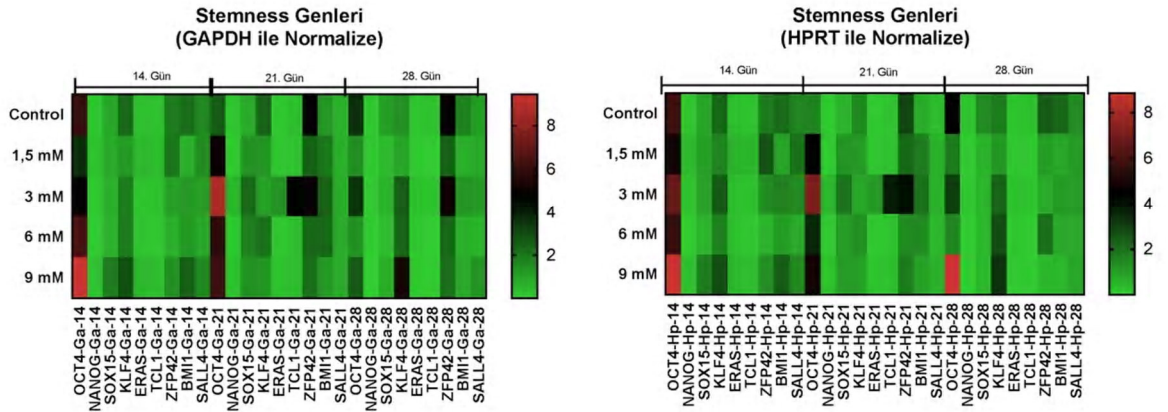 Stemness Genleri
(GAPDH ile Normalize)
14. Gün
21. Gün
28. Gün
Control
1,5 mM
3 mM
6 mM
9 mM
8
6
4
2
OCT4-Ga-14
NANOG-Ga-14
SOX15-Ga-14
KLF4-Ga-14
ERAS-Ga-14
TCL1-Ga-14
ZFP42-Ga-14
BMI1-Ga-14
SALL4-Ga-14
OCT4-Ga-21
NANOG-Ga-21
SOX15-Ga-21
KLF4-Ga-21
ERAS-Ga-21
TCL1-Ga-21
ZFP42-Ga-21
BMI1-Ga-21
SALL4-Ga-21
OCT4-Ga-28
NANOG-Ga-28
SOX15-Ga-28
KLF4-Ga-28
ERAS-Ga-28
TCL1-Ga-28
ZFP42-Ga-28
BMI1-Ga-28
SALL4-Ga-28
Stemness Genleri
(HPRT ile Normalize)
14. Gün
21. Gün
28. Gün
Control
1,5 mM
3 mM
6 mM
9 mM
8
6
4
2
OCT4-Hp-14
NANOG-Hp-14
SOX15-Hp-14
KLF4-Hp-14
ERAS-Hp-14
TCL1-Hp-14
ZFP42-Hp-14
BMI1-Hp-14
SALL4-Hp-14
OCT4-Hp-21
NANOG-Hp-21
SOX15-Hp-21
KLF4-Hp-21
ERAS-Hp-21
TCL1-Hp-21
ZFP42-Hp-21
BMI1-Hp-21
SALL4-Hp-21
OCT4-Hp-28
NANOG-Hp-28
SOX15-Hp-28
KLF4-Hp-28
ERAS-Hp-28
TCL1-Hp-28
ZFP42-Hp-28
BMI1-Hp-28
SALL4-Hp-28